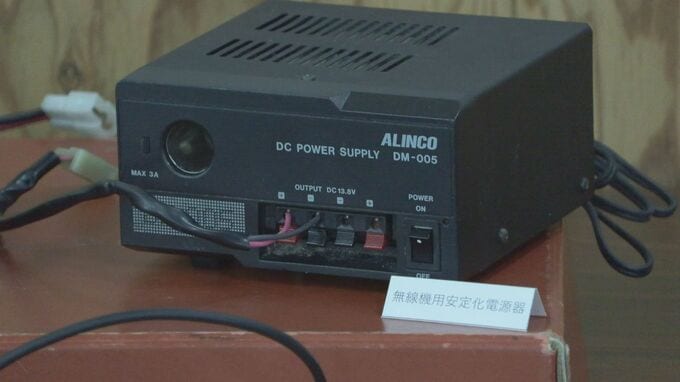 ALINCO
DC POWER SUPPLY DM-005
MAX 3A
OUTPUT DC13.8V
POWER
ON
OFF
無線機用安定化電源器